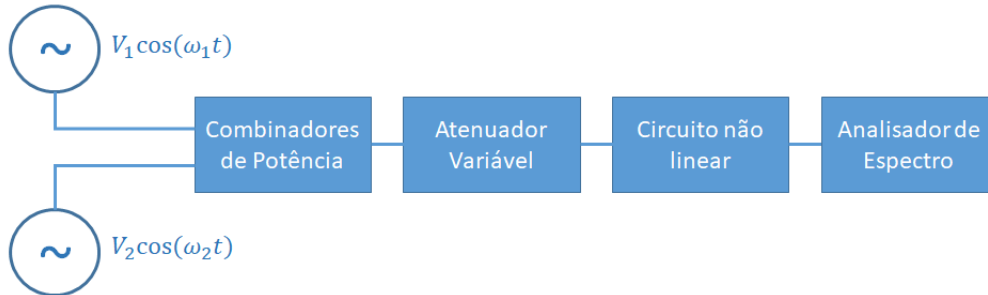 ~
V₁cos(ω₁t)
Combinadores
de Potência
Atenuador
Variável
Circuito não
linear
Analisador de
Espectro
~
V₂cos(ω₂t)